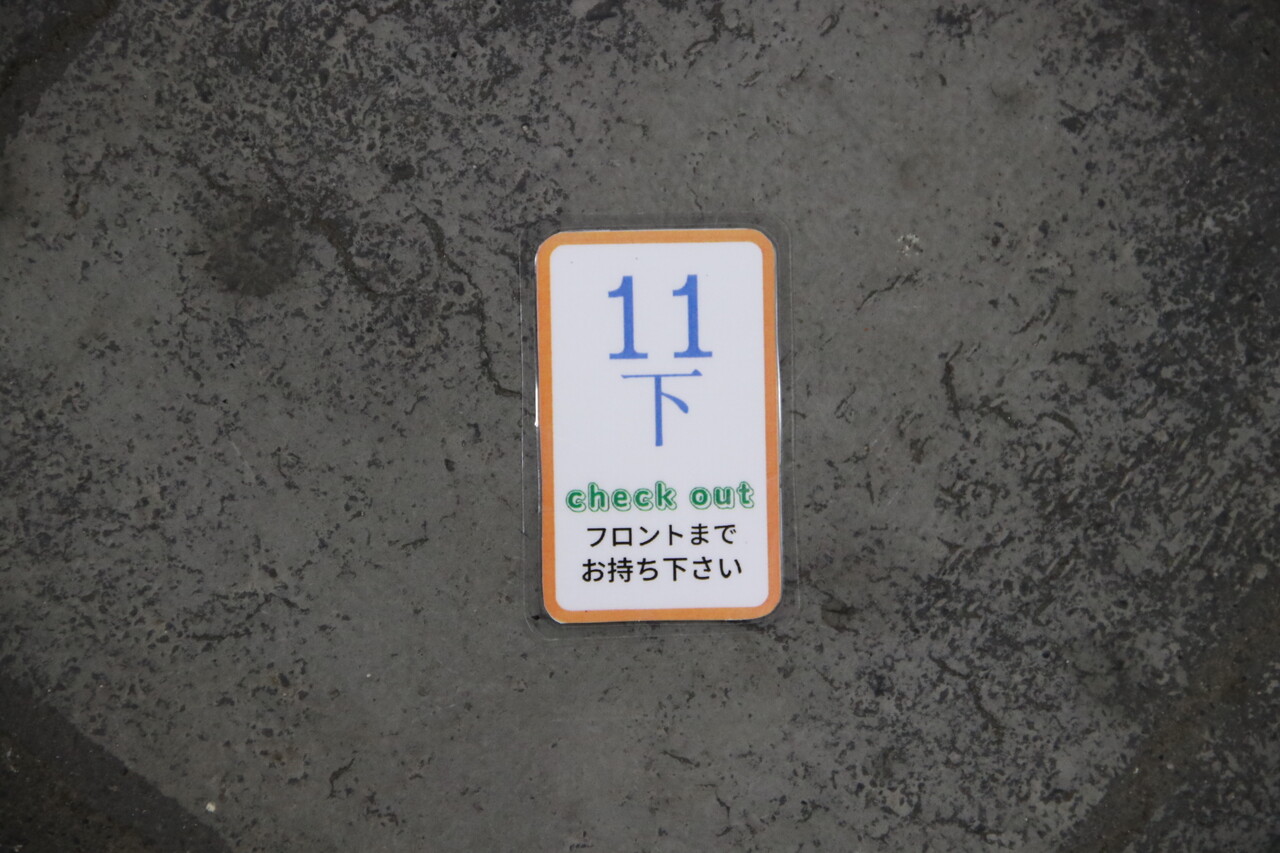 11
下
check out
フロントまで
お持ち下さい